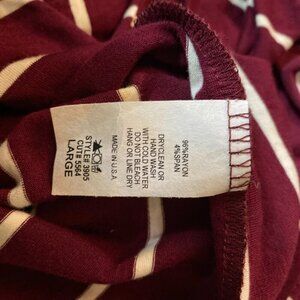 96%RAYON
4%SPAN
DRYCLEAN OR
HAND WASH
WITH COLD WATER
DO NOT BLEACH
HANG OR LINE DRY
MADE IN U.S.A.
STYLE# 3905
CUT# 5564
LARGE